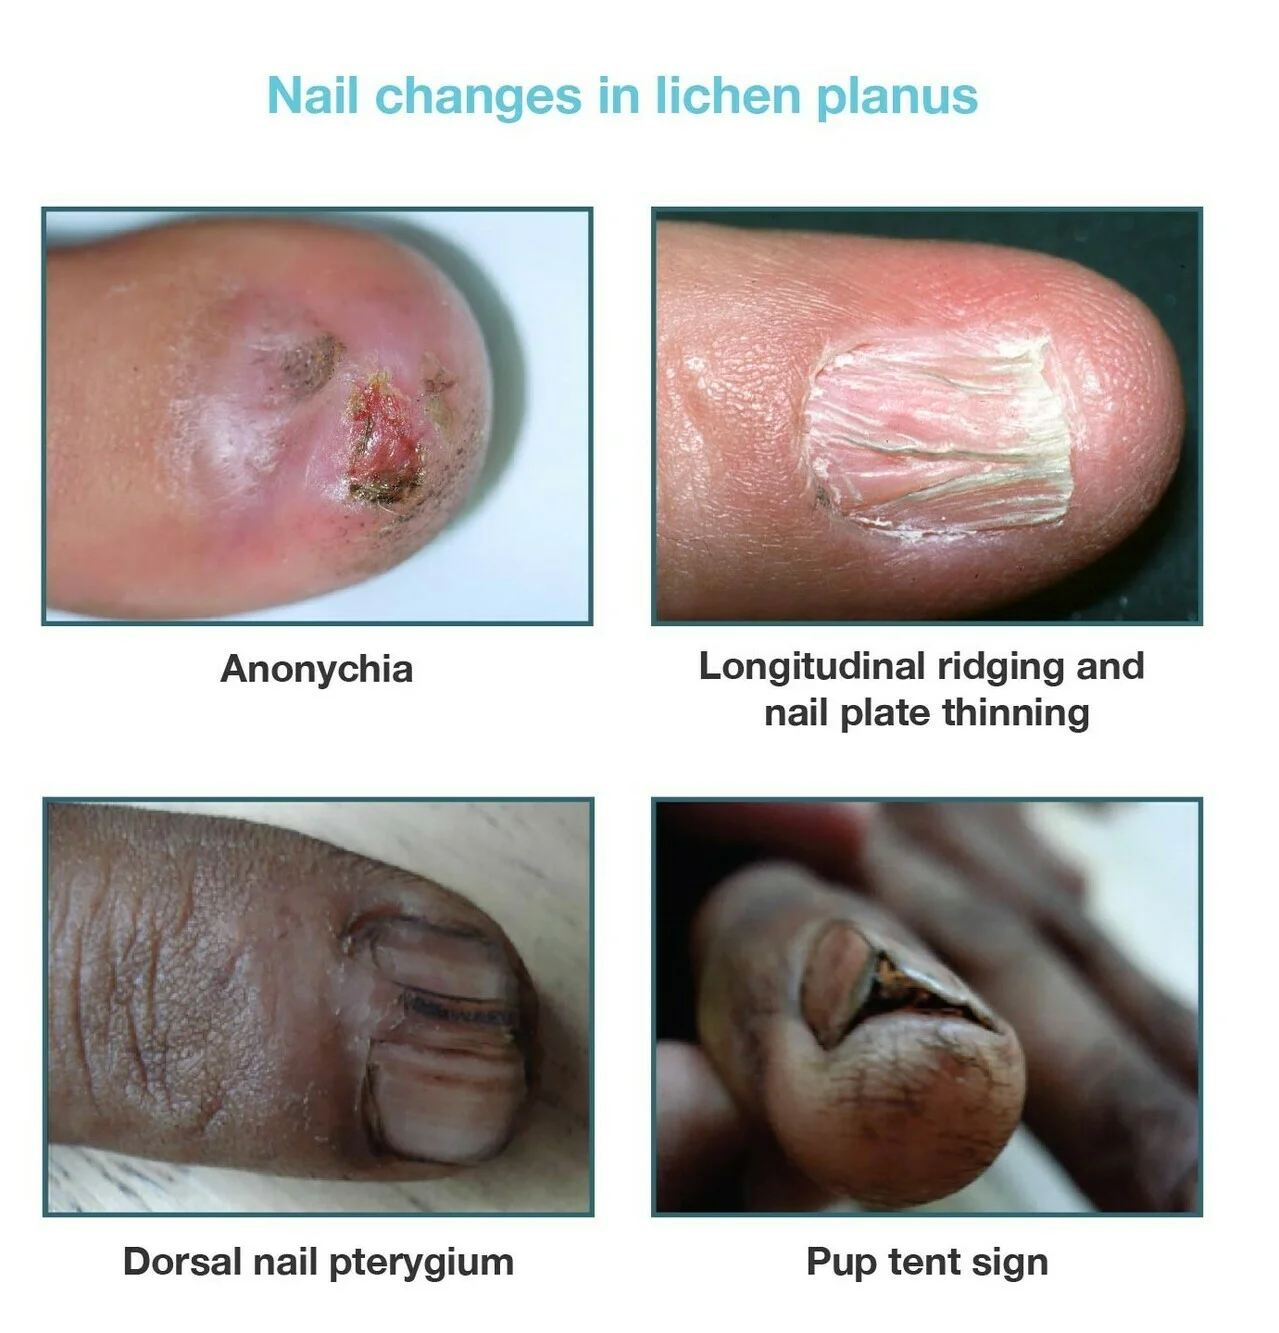 Nail changes in lichen planus
Anonychia
Longitudinal ridging and
nail plate thinning
Dorsal nail pterygium
Pup tent sign